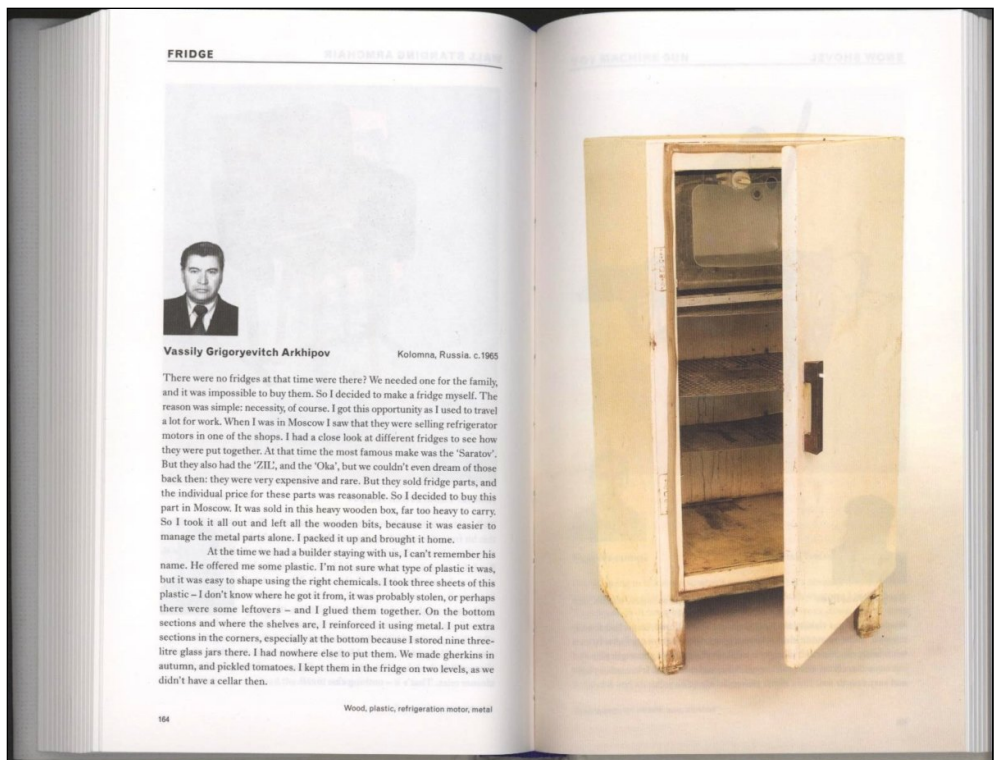 FRIDGE
Vassily Grigoryevitch Arkhipov
Kolomna, Russia. c.1965
There were no fridges at that time were there? We needed one for the family,
and it was impossible to buy them. So I decided to make a fridge myself. The
reason was simple: necessity, of course. I got this opportunity as I used to travel
a lot for work. When I was in Moscow I saw that they were selling refrigerator
motors in one of the shops. I had a close look at different fridges to see how
they were put together. At that time the most famous make was the ‘Saratov’.
But they also had the ‘ZIL’, and the ‘Oka’, but we couldn’t even dream of those
back then: they were very expensive and rare. But they sold fridge parts, and
the individual price for these parts was reasonable. So I decided to buy this
part in Moscow. It was sold in this heavy wooden box, far too heavy to carry.
So I took it all out and left all the wooden bits, because it was easier to
manage the metal parts alone. I packed it up and brought it home.
At the time we had a builder staying with us, I can’t remember his
name. He offered me some plastic. I’m not sure what type of plastic it was,
but it was easy to shape using the right chemicals. I took three sheets of this
plastic – I don’t know where he got it from, it was probably stolen, or perhaps
there were some leftovers – and I glued them together. On the bottom
sections and where the shelves are, I reinforced it using metal. I put extra
sections in the corners, especially at the bottom because I stored nine three-
litre glass jars there. I had nowhere else to put them. We made gherkins in
autumn, and pickled tomatoes. I kept them in the fridge on two levels, as we
didn’t have a cellar then.
Wood, plastic, refrigeration motor, metal
164